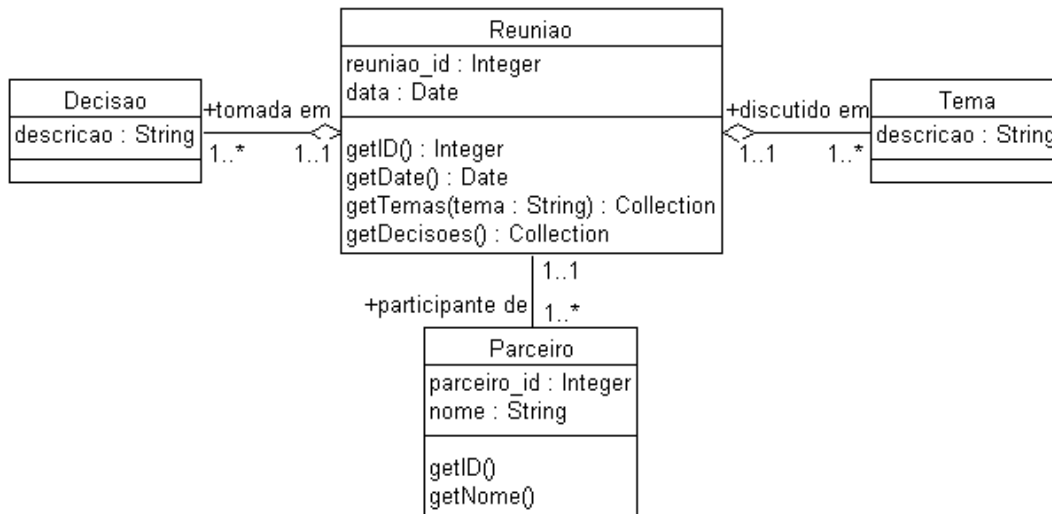 Reuniao
reuniao_id : Integer
data : Date
getID() : Integer
getDate() : Date
getTemas(tema : String) : Collection
getDecisoes() : Collection
Decisao
descricao : String
+tomada em
1..*
1..1
+discutido em
1..1
1..*
Tema
descricao : String
1..1
+participante de
1..*
Parceiro
parceiro_id : Integer
nome : String
getID()
getNome()